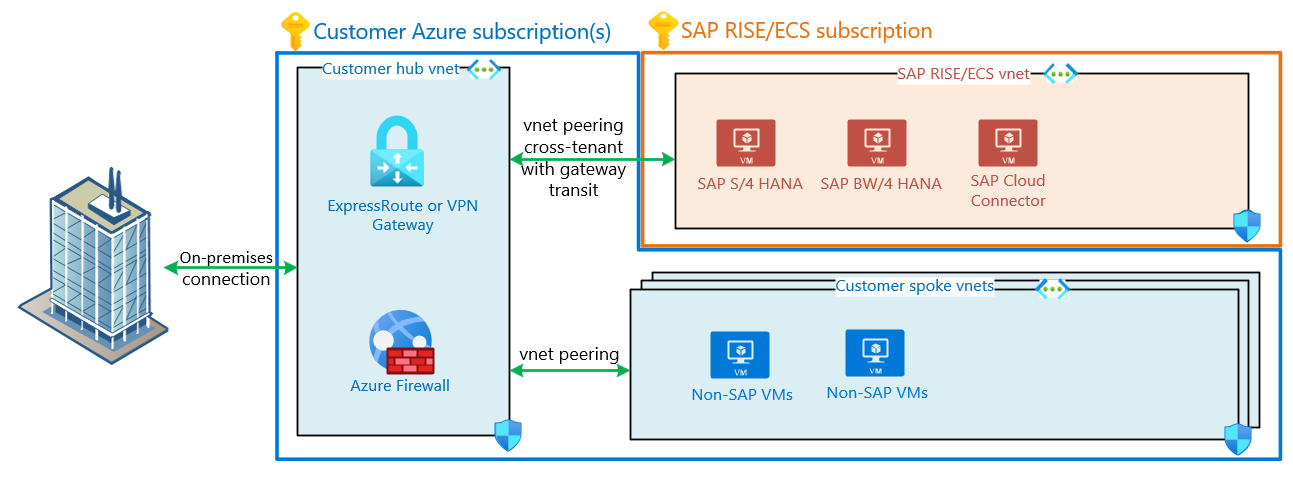 Customer Azure subscription(s)
SAP RISE/ECS subscription
Customer hub vnet
SAP RISE/ECS vnet
vnet peering
cross-tenant
with gateway
transit
VM
VM
VM
SAP S/4 HANA
SAP BW/4 HANA
SAP Cloud
Connector
ExpressRoute or VPN
Gateway
On-premises
connection
Customer spoke vnets
vnet peering
Azure Firewall
VM
VM
Non-SAP VMs
Non-SAP VMs